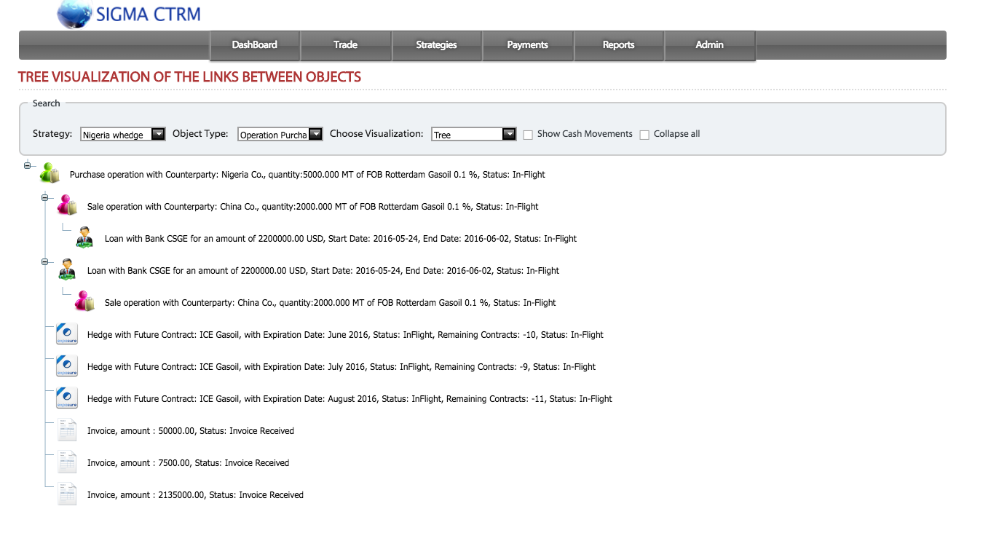 SIGMA CTRM
DashBoard Trade Strategies Payments Reports Admin
TREE VISUALIZATION OF THE LINKS BETWEEN OBJECTS
Search
Strategy: Nigeria whedge Object Type: Operation Purcha Choose Visualization: Tree Show Cash Movements Collapse all
Purchase operation with Counterparty: Nigeria Co., quantity:5000.000 MT of FOB Rotterdam Gasoil 0.1 %, Status: In-Flight
Sale operation with Counterparty: China Co., quantity:2000.000 MT of FOB Rotterdam Gasoil 0.1 %, Status: In-Flight
Loan with Bank CSGE for an amount of 2200000.00 USD, Start Date: 2016-05-24, End Date: 2016-06-02, Status: In-Flight
Loan with Bank CSGE for an amount of 2200000.00 USD, Start Date: 2016-05-24, End Date: 2016-06-02, Status: In-Flight
Sale operation with Counterparty: China Co., quantity:2000.000 MT of FOB Rotterdam Gasoil 0.1 %, Status: In-Flight
exposure Hedge with Future Contract: ICE Gasoil, with Expiration Date: June 2016, Status: InFlight, Remaining Contracts: -10, Status: In-Flight
exposure Hedge with Future Contract: ICE Gasoil, with Expiration Date: July 2016, Status: InFlight, Remaining Contracts: -9, Status: In-Flight
exposure Hedge with Future Contract: ICE Gasoil, with Expiration Date: August 2016, Status: InFlight, Remaining Contracts: -11, Status: In-Flight
Invoice, amount : 50000.00, Status: Invoice Received
Invoice, amount : 7500.00, Status: Invoice Received
Invoice, amount : 2135000.00, Status: Invoice Received